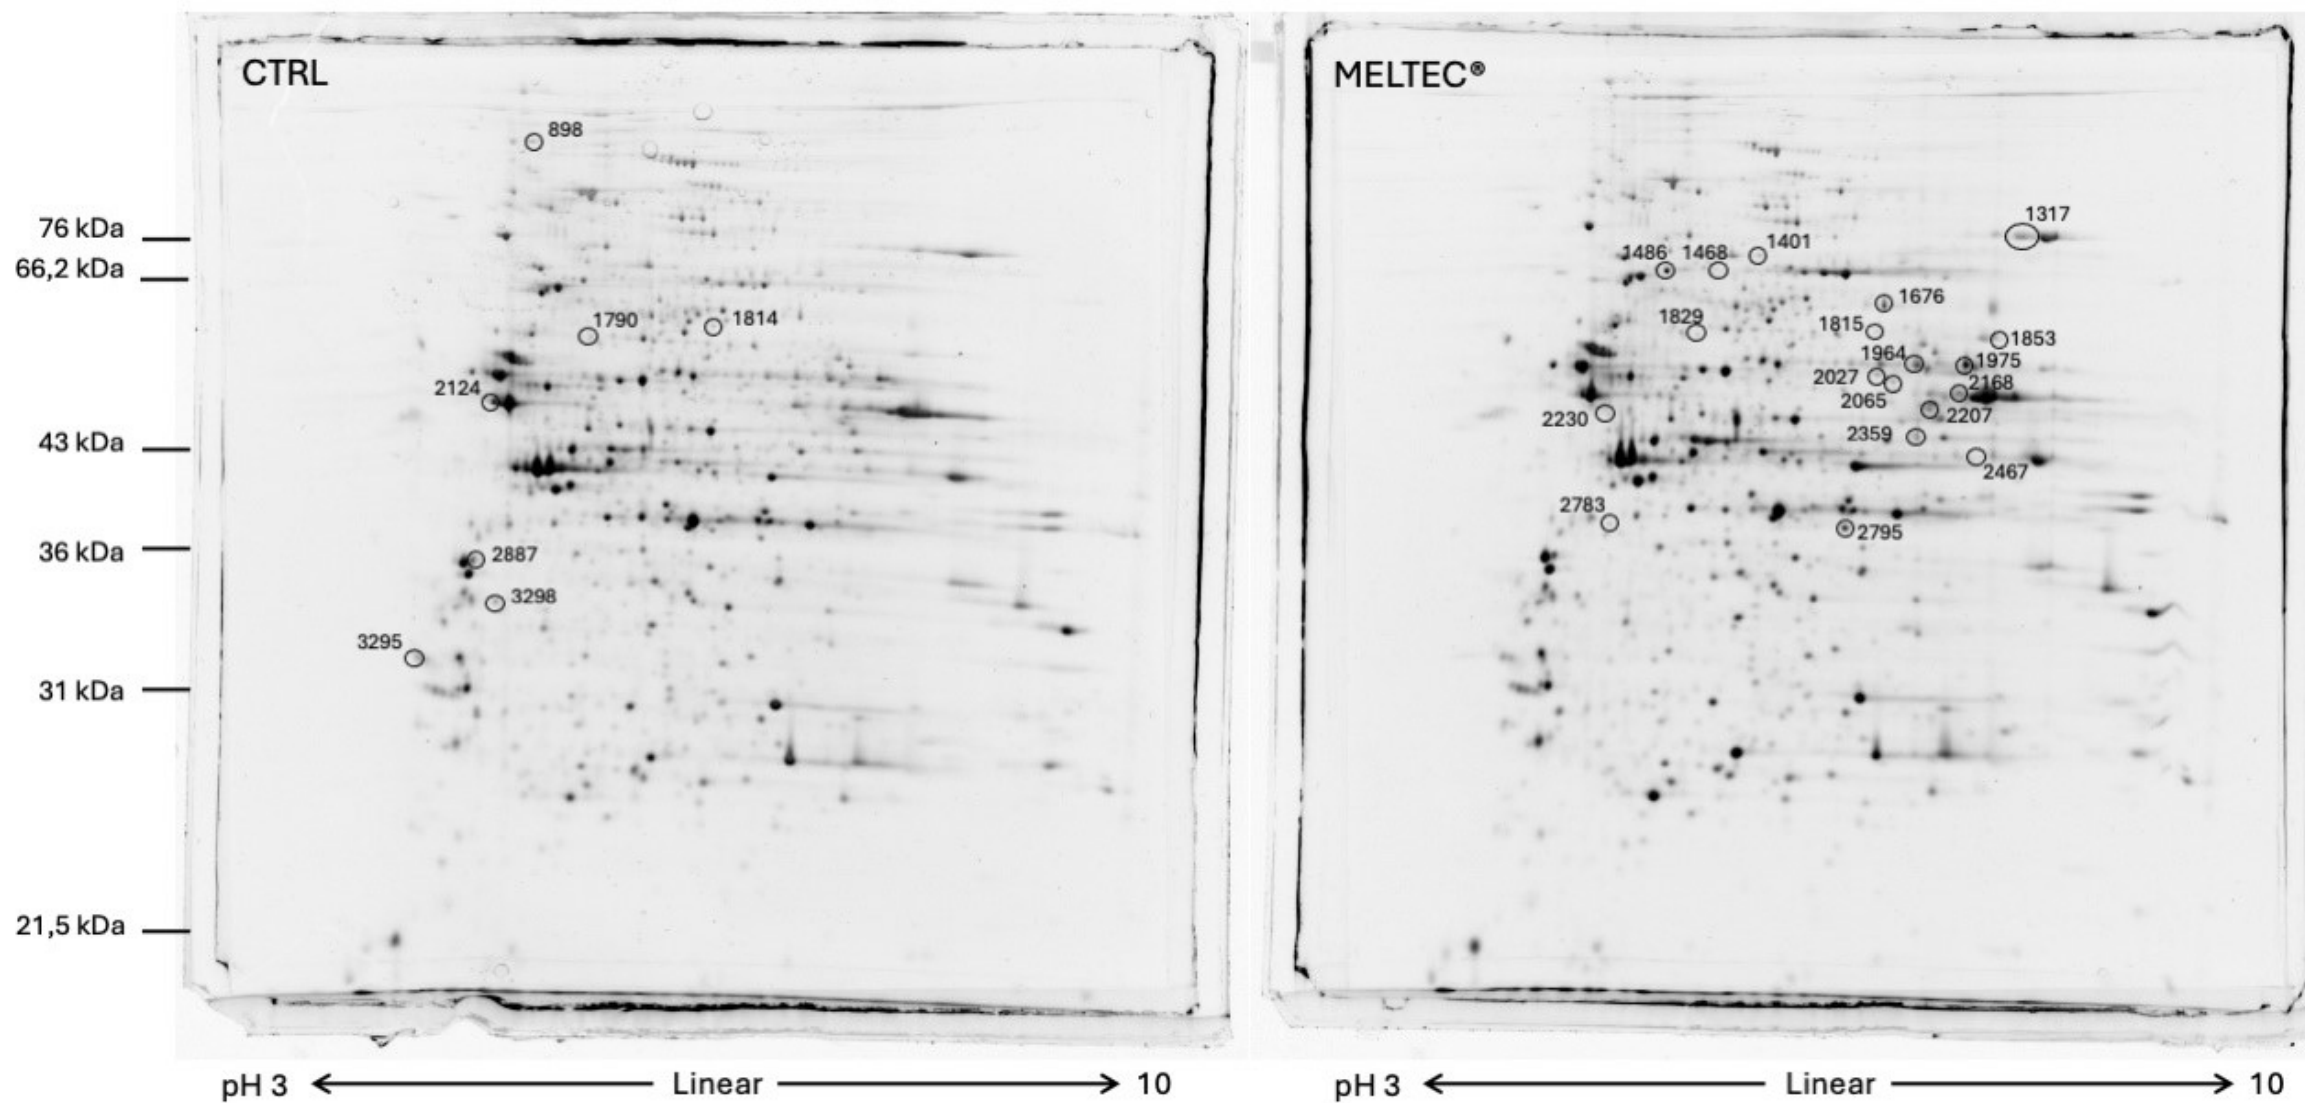 CTRL
898
76 kDa
66,2 kDa
1790
1814
2124
43 kDa
36 kDa
2887
3298
3295
31 kDa
21,5 kDa
pH 3 Linear 10
MELTEC®
1317
1486 1468 1401
1676
1829
1815
1853
1964
1975
2027
2168
2065
2230
2207
2359
2467
2783
2795
pH 3 Linear 10